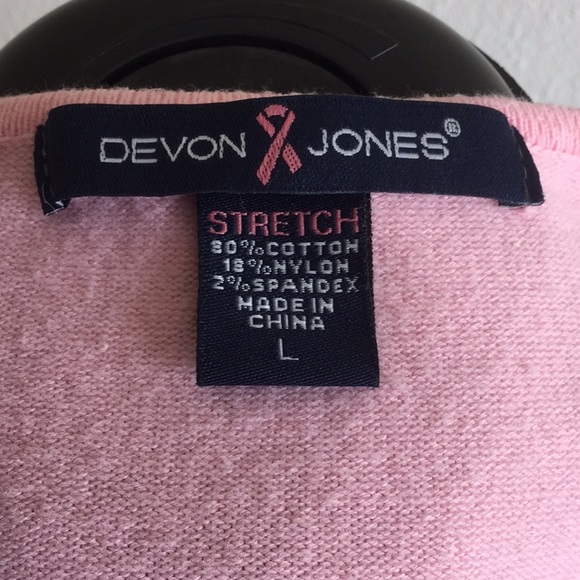 DEVON JONES®
STRETCH
80%COTTON
18%NYLON
2%SPANDEX
MADE IN
CHINA
L